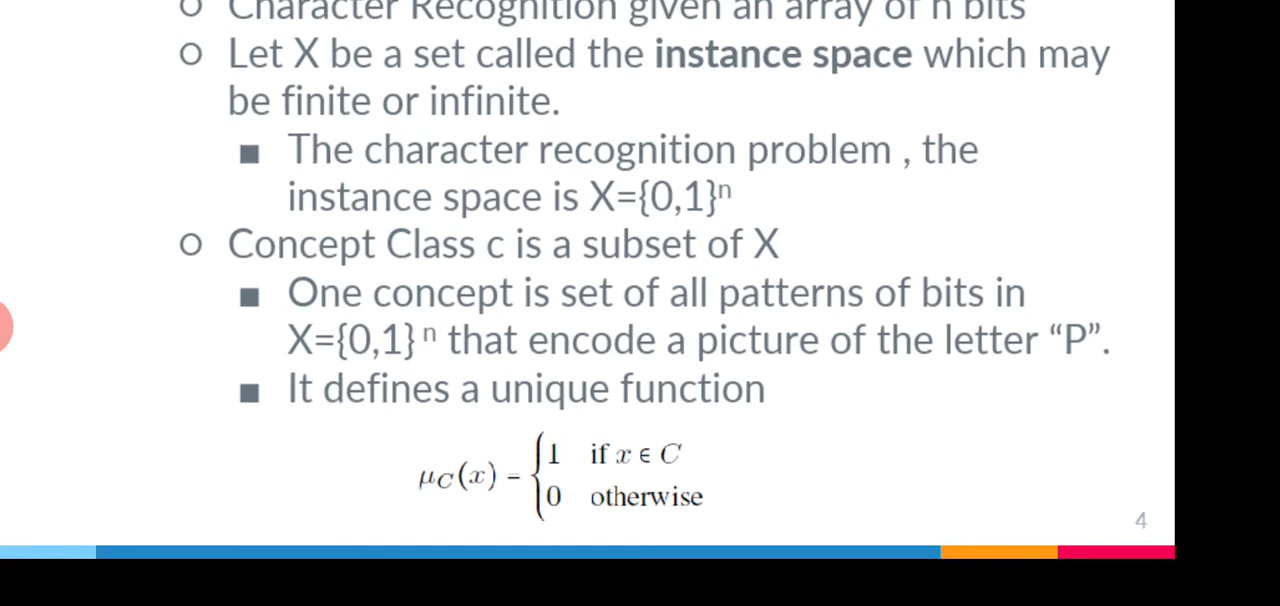 ○ Character Recognition given an array of n bits
○ Let X be a set called the instance space which may
be finite or infinite.
■ The character recognition problem , the
instance space is X={0,1}ⁿ
○ Concept Class c is a subset of X
■ One concept is set of all patterns of bits in
X={0,1} ⁿ that encode a picture of the letter “P”.
■ It defines a unique function
μ_C(x) = {1 if x ∈ C
0 otherwise
4